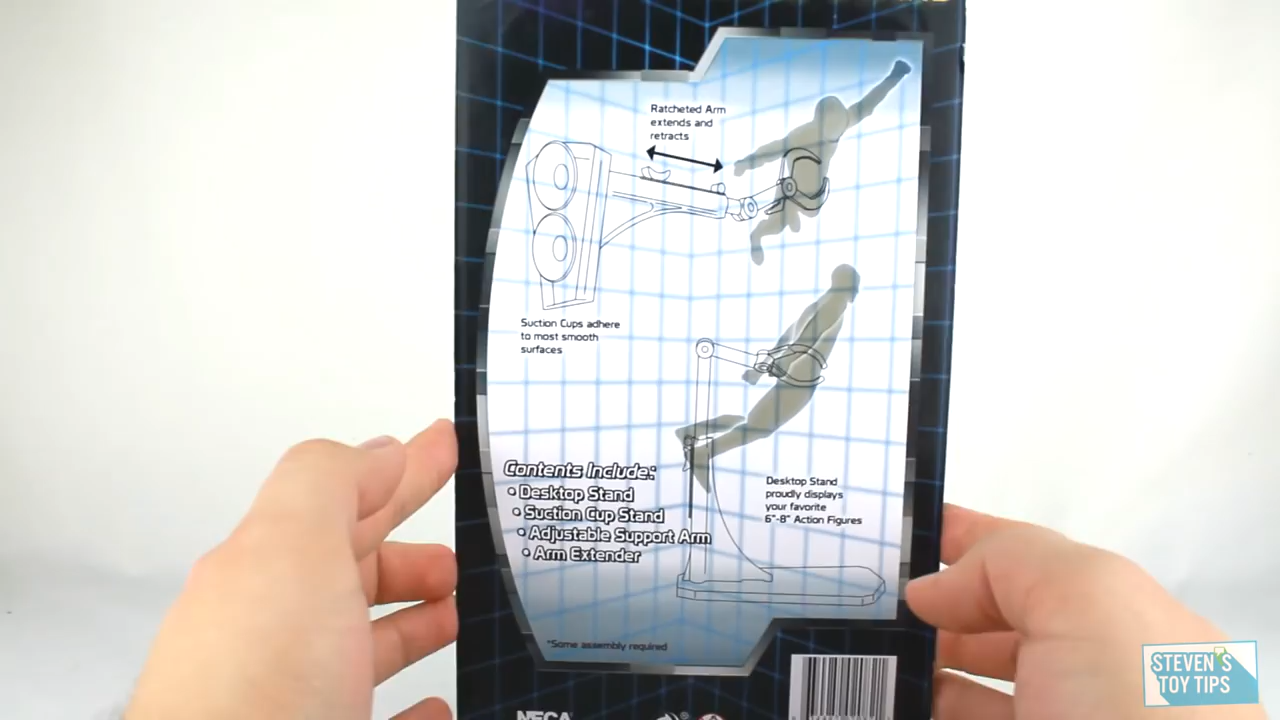 Ratcheted Arm
extends and
retracts
Suction Cups adhere
to most smooth
surfaces
Contents Include:
• Desktop Stand
• Suction Cup Stand
• Adjustable Support Arm
• Arm Extender
Desktop Stand
proudly displays
your favorite
6"-8" Action Figures
*Some assembly required
NECA
STEVEN'S
TOY TIPS